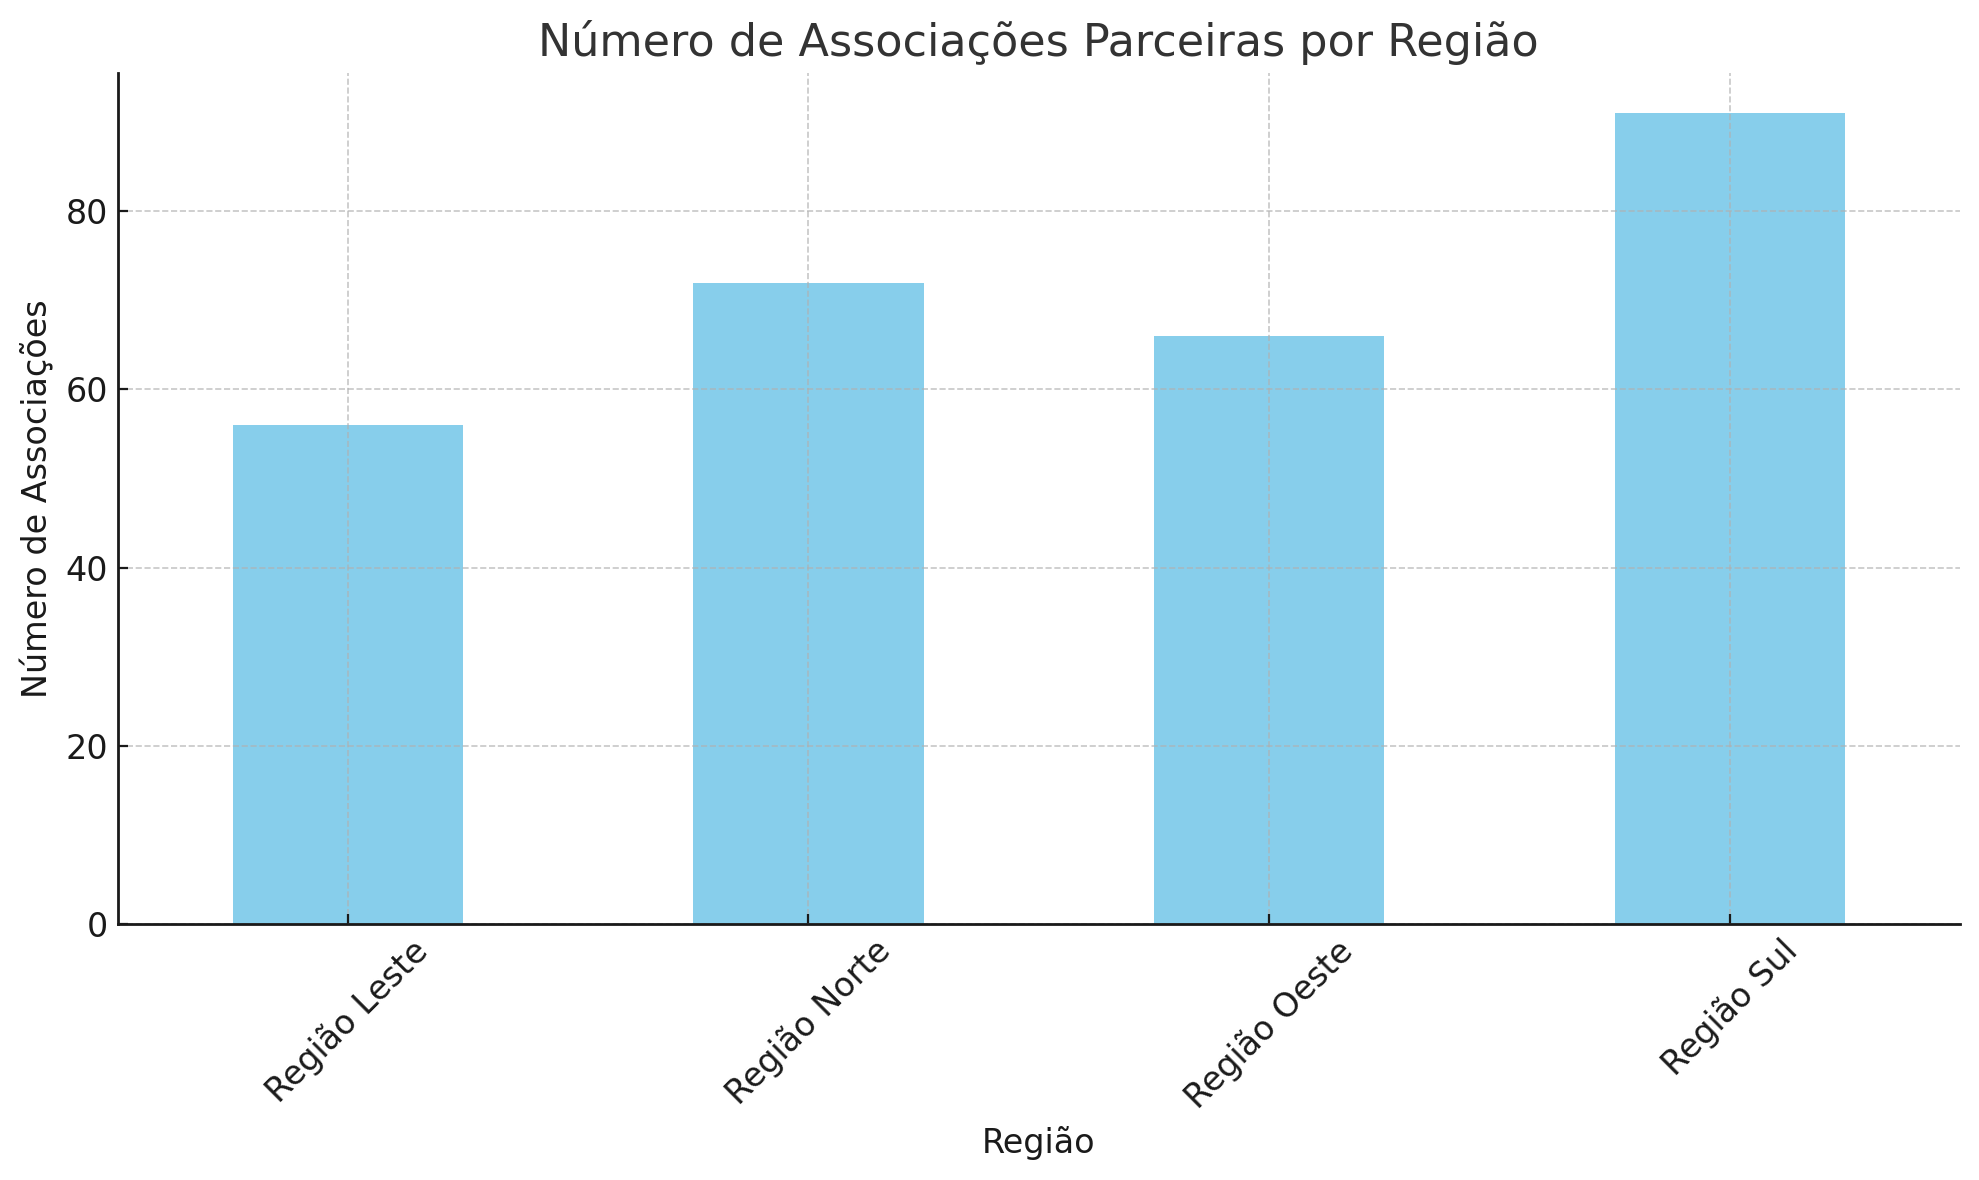 Número de Associações Parceiras por Região
Número de Associações
80
60
40
20
0
Região Leste
Região Norte
Região Oeste
Região Sul
Região